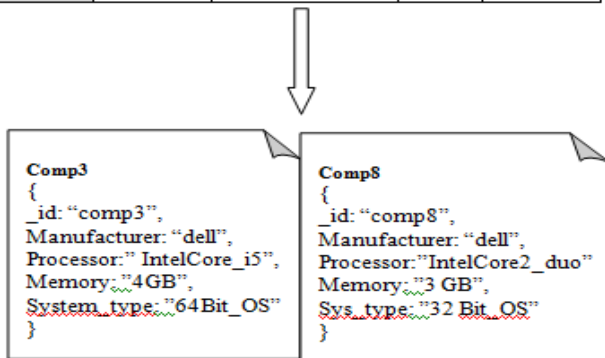 Comp3
{
_id: “comp3”,
Manufacturer: “dell”,
Processor:” IntelCore_i5”,
Memory:”4GB”,
System_type:”64Bit_OS”
}
Comp8
{
_id: “comp8”,
Manufacturer: “dell”,
Processor:”IntelCore2_duo”
Memory:”3 GB”,
Sys_type:”32 Bit_OS”
}